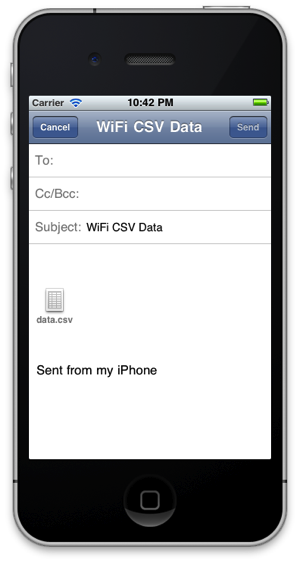 Carrier 10:42 PM
Cancel WiFi CSV Data Send
To:
Cc/Bcc:
Subject: WiFi CSV Data
data.csv
Sent from my iPhone